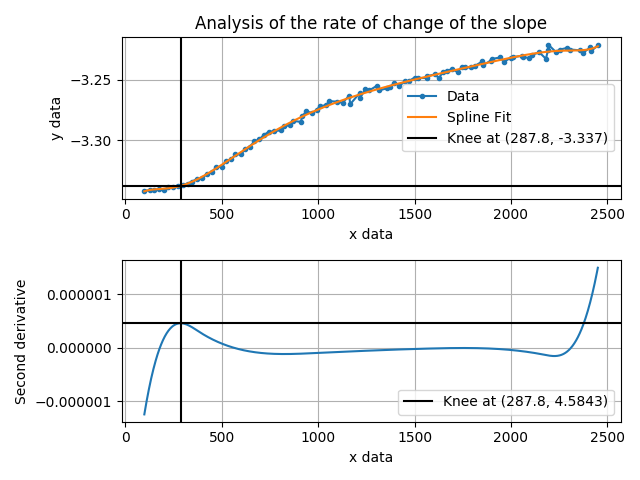 Analysis of the rate of change of the slope
−3.25
−3.30
y data
Data
Spline Fit
Knee at (287.8, -3.337)
0 500 1000 1500 2000 2500
x data
0.000001
0.000000
−0.000001
Second derivative
Knee at (287.8, 4.5843)
0 500 1000 1500 2000 2500
x data